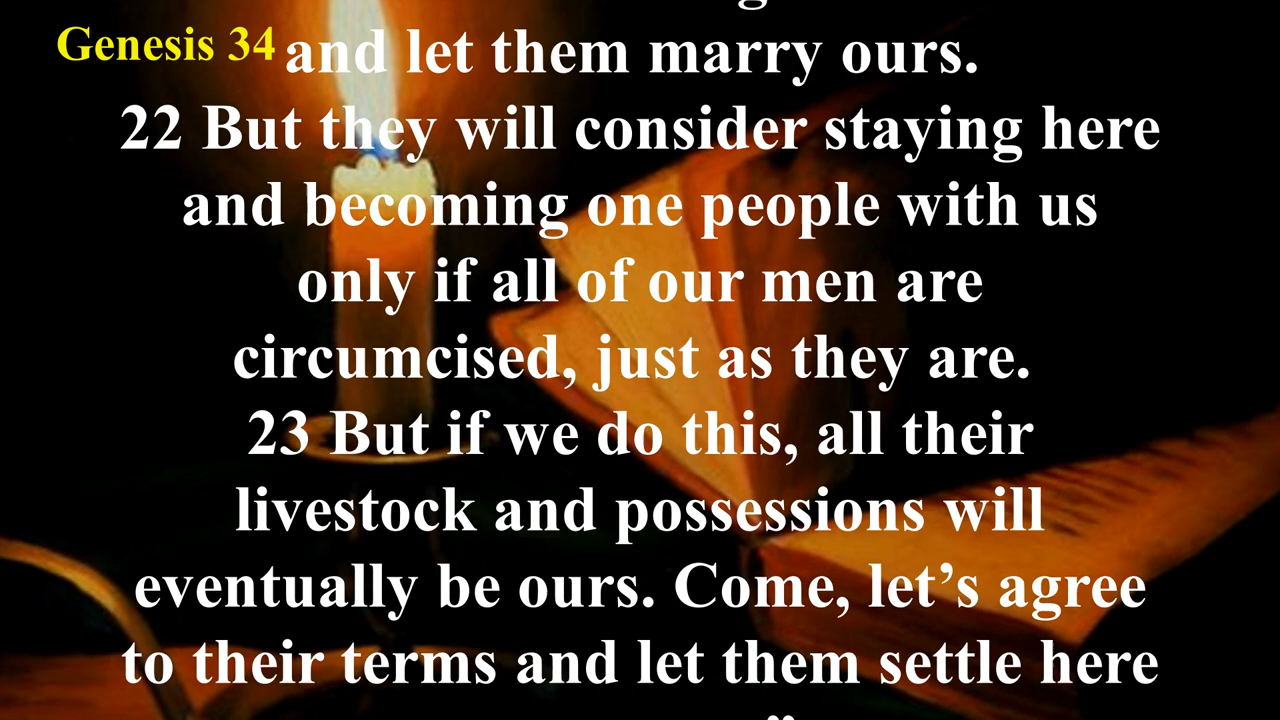 Genesis 34
and let them marry ours.
22 But they will consider staying here
and becoming one people with us
only if all of our men are
circumcised, just as they are.
23 But if we do this, all their
livestock and possessions will
eventually be ours. Come, let’s agree
to their terms and let them settle here